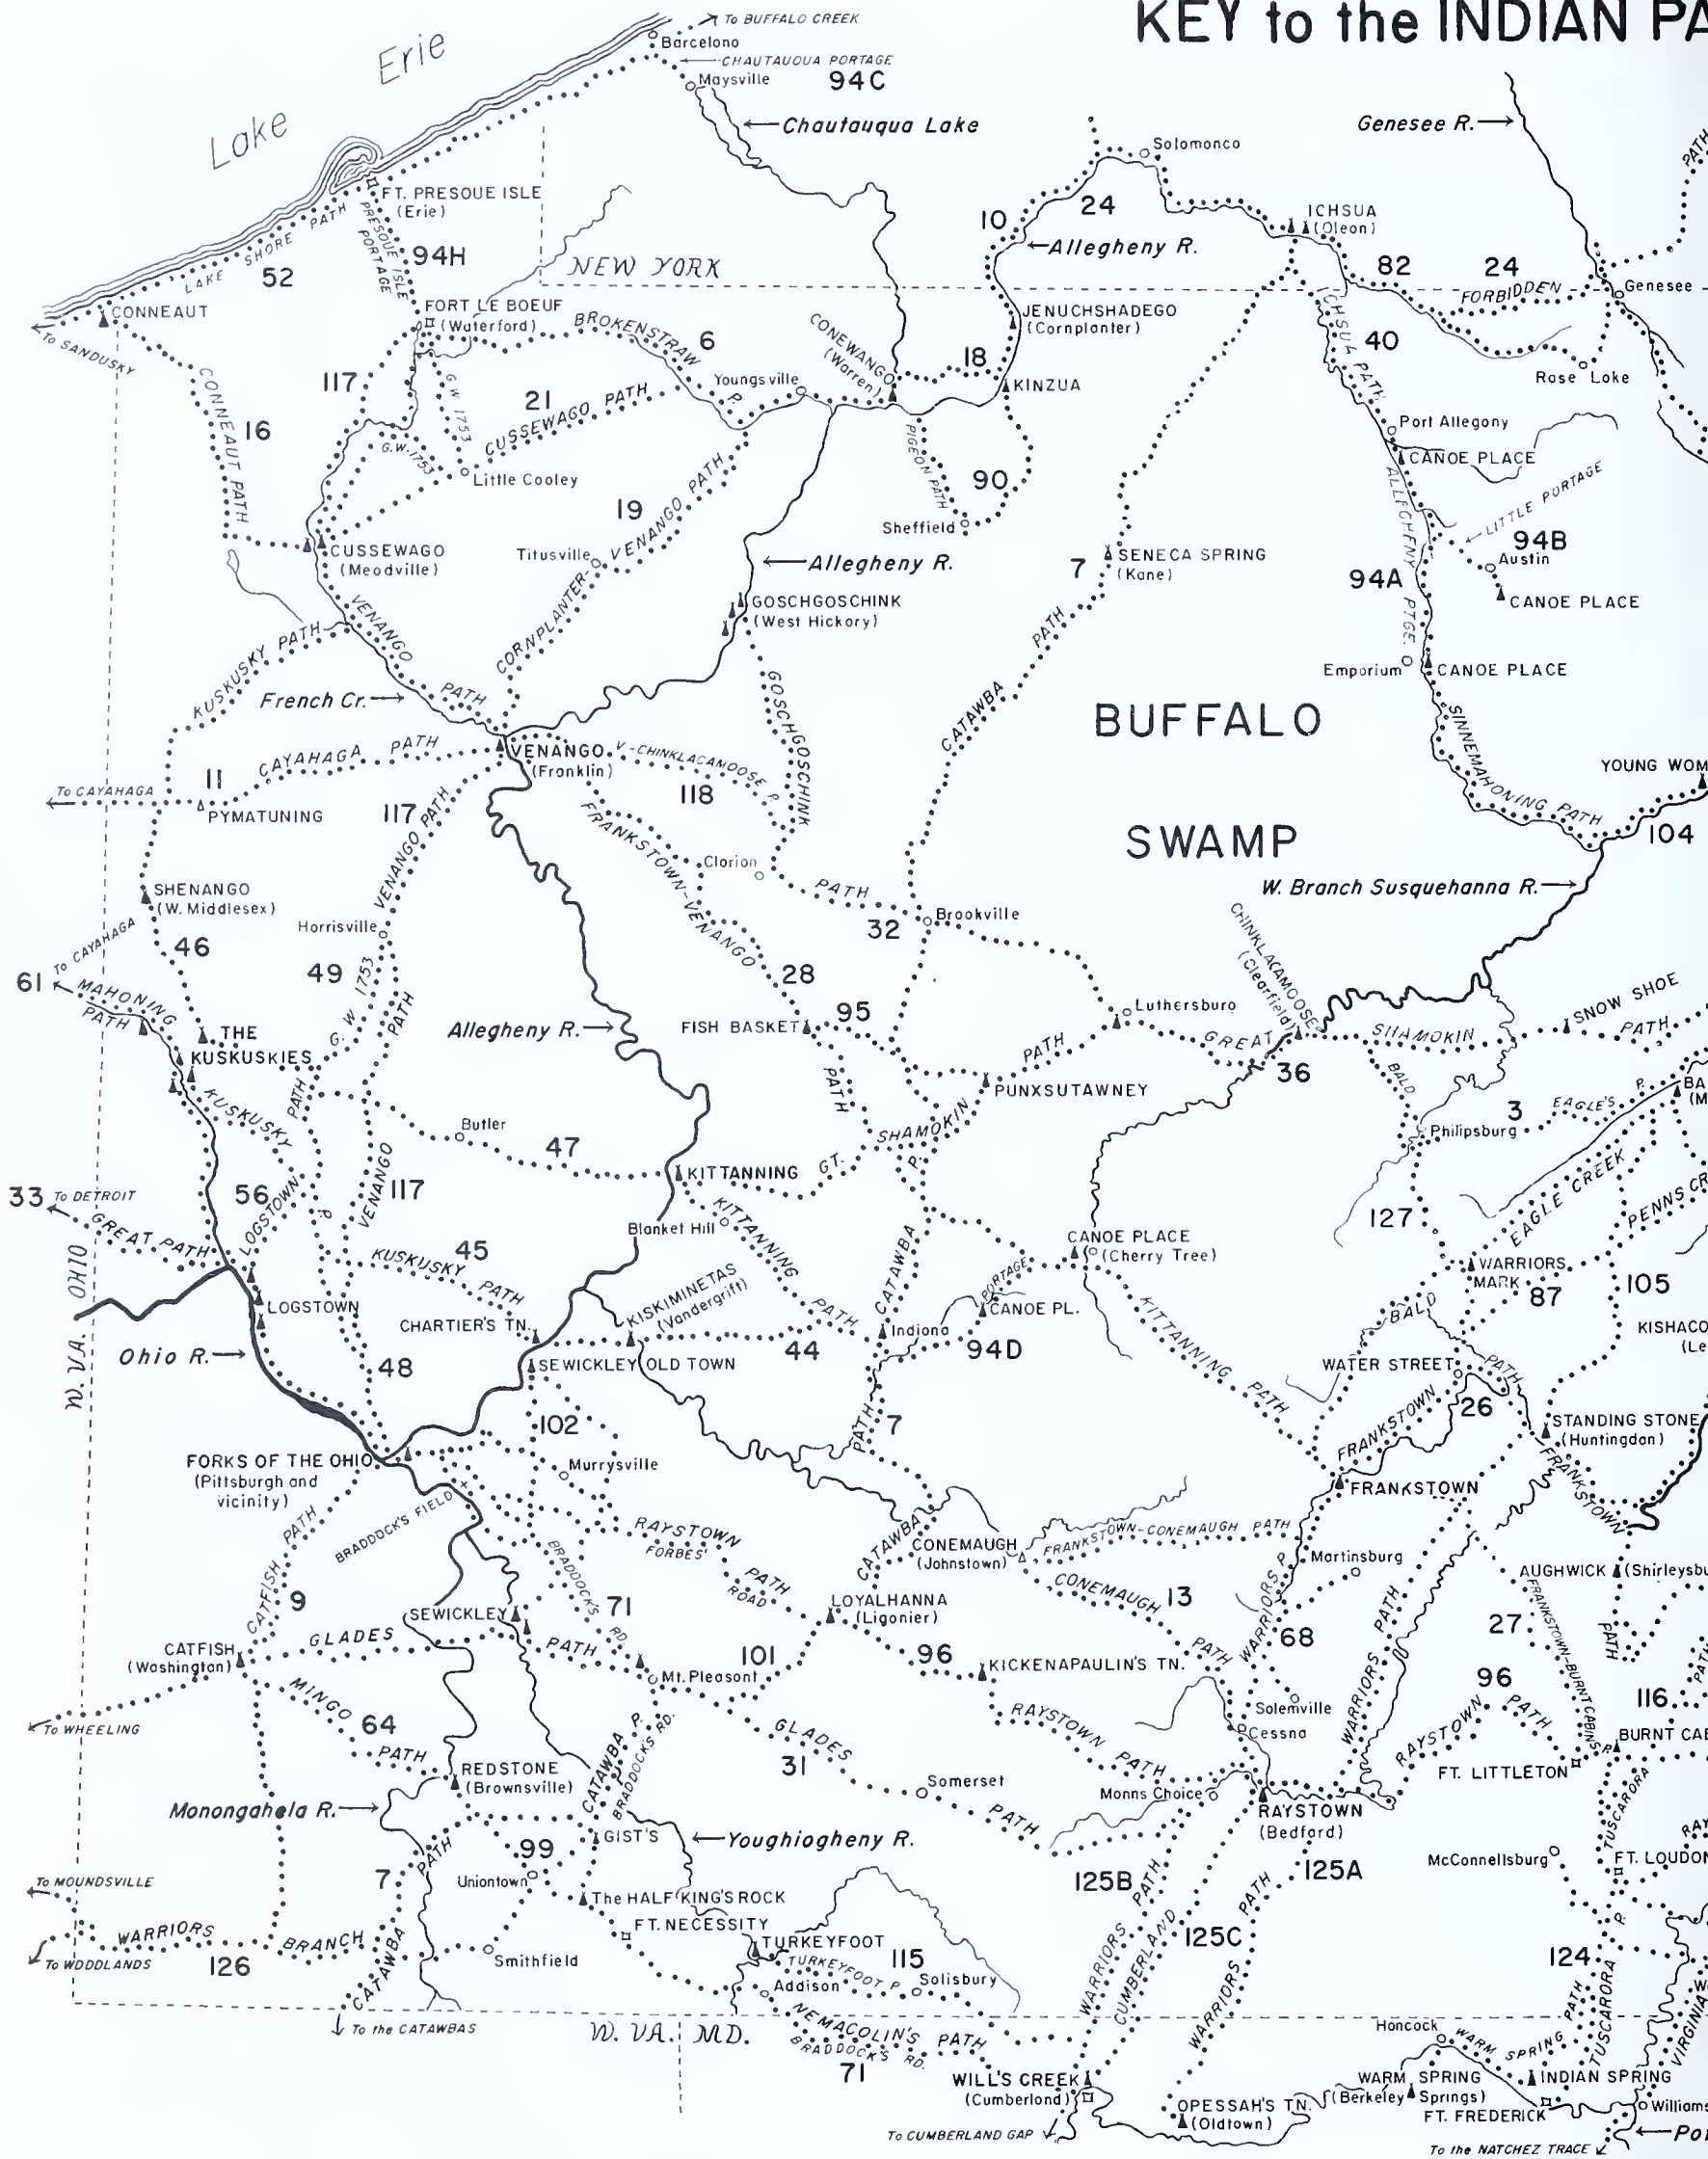 KEY to the INDIAN PA
To BUFFALO CREEK
Barcelono
CHAUTAUQUA PORTAGE
Maysville
94C
Lake Erie
Chautauqua Lake
Genesee R.
PATH
Solomonco
FT. PRESQUE ISLE
(Erie)
PRESQUE ISLE
PORTAGE
94H
LAKE SHORE PATH
52
10
24
Allegheny R.
ICHSUA
(Olean)
NEW YORK
82
24
FORBIDDEN
Genesee
CONNEAUT
To SANDUSKY
FORT LE BOEUF
(Waterford)
BROKENSTRAW
P.
6
CONEWANGO
(Warren)
JENUCHSHADEGO
(Cornplanter)
18
KINZUA
ICHSUA PATH
40
Rose Lake
117
CONNEAUT PATH
16
G W 1753
21
CUSSEWAGO PATH
Youngsville
G.W. 1753
Little Cooley
PIGEON PATH
90
Sheffield
Port Allegony
CANOE PLACE
ALLEGHENY PTGE.
LITTLE PORTAGE
94B
Austin
CANOE PLACE
19
CORNPLANTER-VENANGO PATH
Titusville
CUSSEWAGO
(Meodville)
Allegheny R.
7
SENECA SPRING
(Kane)
94A
GOSCHGOSCHINK
(West Hickory)
VENANGO PATH
KUSKUSKY PATH
French Cr.
Emporium
CANOE PLACE
GOSCHGOSCHINK
PATH
CATAWBA
BUFFALO
SWAMP
SINNEMAHONING PATH
YOUNG WOM
104
CAYAHAGA PATH
11
To CAYAHAGA
PYMATUNING
VENANGO
(Franklin)
V-CHINKLACAMOOSE P.
118
117
VENANGO PATH
FRANKSTOWN-VENANGO
Clorion
PATH
32
Brookville
W. Branch Susquehanna R.
SHENANGO
(W. Middlesex)
46
To CAYAHAGA
61
MAHONING
PATH
Horrisville
49
G. W 1753
PATH
28
95
FISH BASKET
PATH
Allegheny R.
THE
KUSKUSKIES
Luthersburo
CHINKLACAMOOSE
(Clearfield)
GREAT
SHAMOKIN
PATH
36
SNOW SHOE
PATH
PUNXSUTAWNEY
KUSKUSKY
PATH
Butler
47
SHAMOKIN
GT.
P.
KITTANNING
BALD
3
EAGLE'S P.
BA
(M
Philipsburg
33
To DETROIT
GREAT PATH
56
LOGSTOWN
P.
VENANGO
117
Blanket Hill
KITTANNING
PATH
CATAWBA
CANOE PLACE
(Cherry Tree)
127
EAGLE CREEK
PENNS CR
W. VA. OHIO
45
KUSKUSKY PATH
KISKIMINETAS
(Vandergrift)
PORTAGE
CANOE PL.
94D
KITTANNING PATH
WARRIORS
MARK
87
105
BALD
LOGSTOWN
Ohio R.
CHARTIER'S TN.
SEWICKLEY OLD TOWN
44
Indiana
KISHACO
(Le
48
WATER STREET
PATH
102
PATH
7
FRANKSTOWN
26
STANDING STONE
(Huntingdon)
FORKS OF THE OHIO
(Pittsburgh and
vicinity)
Murrysville
FRANKSTOWN
FRANKSTOWN
BRADDOCK'S FIELD
RAYSTOWN PATH
FORBES' ROAD
CATAWBA
CONEMAUGH
(Johnstown)
FRANKSTOWN-CONEMAUGH PATH
Martinsburg
CATFISH PATH
9
BRADDOCK'S RD.
71
CONEMAUGH PATH
13
WARRIORS P.
AUGHWICK
(Shirleysbu
27
FRANKSTOWN-BURNT CABINS P.
PATH
SEWICKLEY
LOYALHANNA
(Ligonier)
68
WARRIORS PATH
CATFISH
(Washington)
GLADES PATH
Mt. Pleasant
101
96
KICKENAPAULIN'S TN.
96
116
PATH
MINGO PATH
64
To WHEELING
CATAWBA P.
BRADDOCK'S RD.
GLADES PATH
31
RAYSTOWN PATH
Solemville
Cessna
RAYSTOWN PATH
BURNT CAB
FT. LITTLETON
REDSTONE
(Brownsville)
Monongahela R.
Somerset
Monns Choice
RAYSTOWN
(Bedford)
TUSCARORA
RAY
GIST'S
Youghiogheny R.
99
7
PATH
Uniontown
125B
125A
McConnellsburg
FT. LOUDON
To MOUNDSVILLE
The HALF KING'S ROCK
FT. NECESSITY
TURKEYFOOT
WARRIORS BRANCH
126
To WOODLANDS
CATAWBA
Smithfield
TURKEYFOOT P.
115
Addison
Solisbury
WARRIORS PATH
CUMBERLAND
125C
WARRIORS PATH
124
TUSCARORA P.
To the CATAWBAS
W. VA. MD.
NEMACOLIN'S PATH
BRADDOCK'S RD.
71
Honcock
WARM SPRING PATH
VIRGINIA
WILL'S CREEK
(Cumberlond)
WARM SPRING
(Berkeley Springs)
INDIAN SPRING
OPESSAH'S TN.
(Oldtown)
FT. FREDERICK
Williams
Po
To CUMBERLAND GAP
To the NATCHEZ TRACE